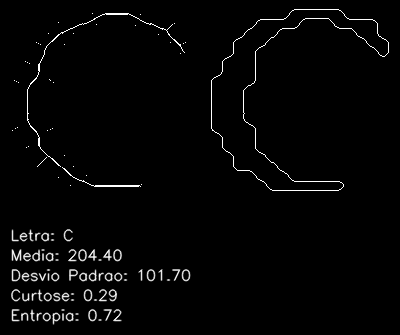 Letra: C
Media: 204.40
Desvio Padrao: 101.70
Curtose: 0.29
Entropia: 0.72